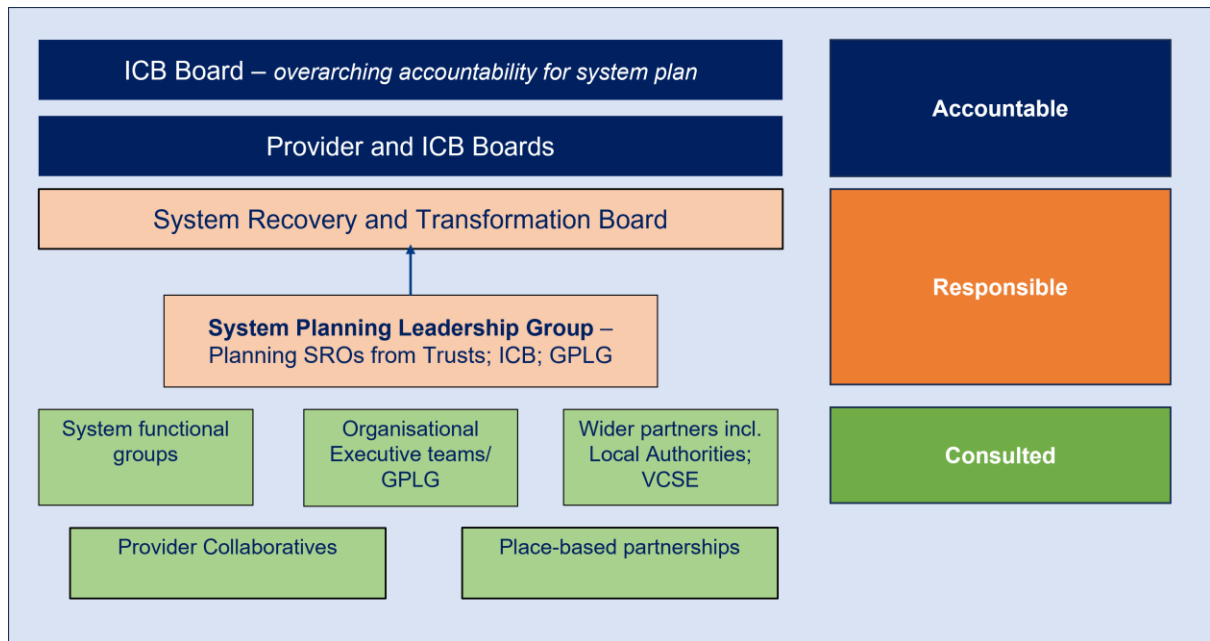 ICB Board – overarching accountability for system plan
Provider and ICB Boards
Accountable
System Recovery and Transformation Board
System Planning Leadership Group –
Planning SROs from Trusts; ICB; GPLG
Responsible
System functional
groups
Organisational
Executive teams/
GPLG
Wider partners incl.
Local Authorities;
VCSE
Consulted
Provider Collaboratives
Place-based partnerships